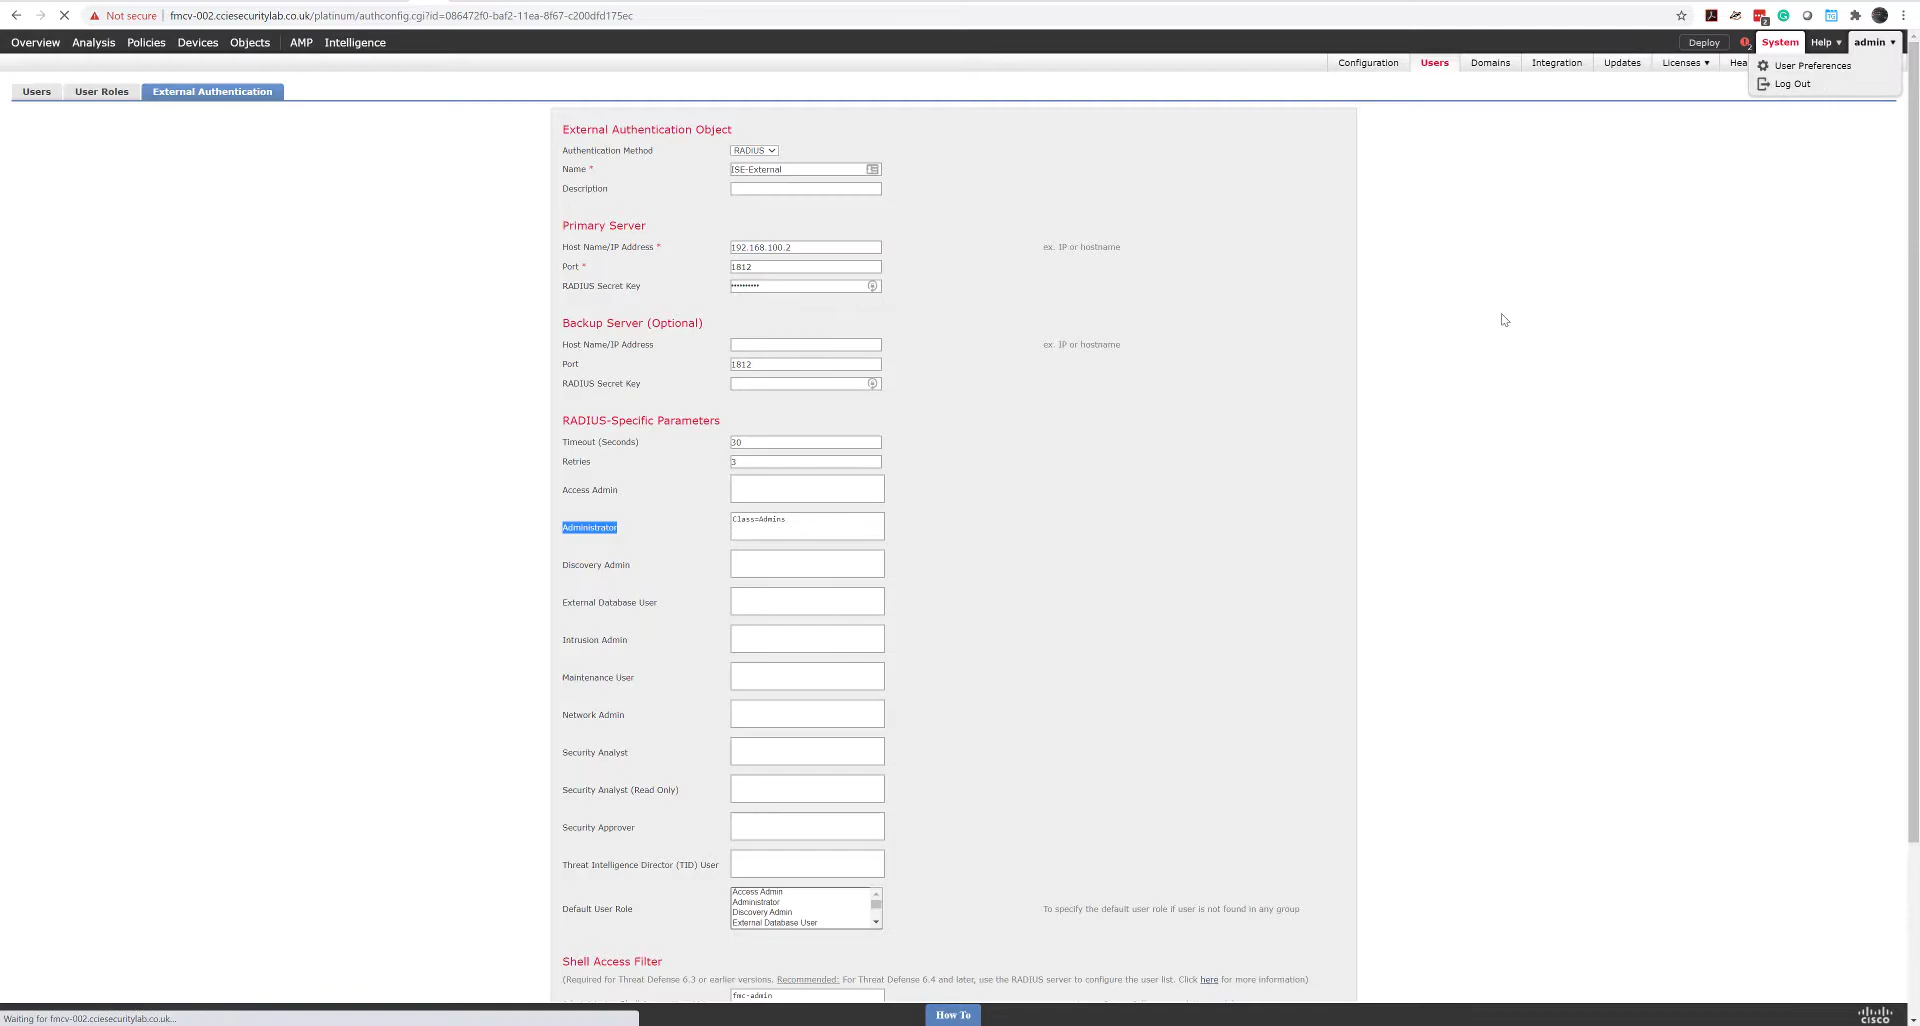 Not secure
fmcv-002.cciesecuritylab.co.uk/platinum/authconfig.cgi?id=086472f0-baf2-11ea-8f67-c200dfd175ec
Overview Analysis Policies Devices Objects AMP Intelligence Deploy System Help admin
Configuration Users Domains Integration Updates Licenses Hea
User Preferences
Log Out
Users User Roles External Authentication
External Authentication Object
Authentication Method RADIUS
Name * ISE-External
Description
Primary Server
Host Name/IP Address * 192.168.100.2 ex. IP or hostname
Port * 1812
RADIUS Secret Key ••••••••••
Backup Server (Optional)
Host Name/IP Address ex. IP or hostname
Port 1812
RADIUS Secret Key
RADIUS-Specific Parameters
Timeout (Seconds) 30
Retries 3
Access Admin
Administrator Class=Admins
Discovery Admin
External Database User
Intrusion Admin
Maintenance User
Network Admin
Security Analyst
Security Analyst (Read Only)
Security Approver
Threat Intelligence Director (TID) User
Default User Role
Access Admin
Administrator
Discovery Admin
External Database User
To specify the default user role if user is not found in any group
Shell Access Filter
(Required for Threat Defense 6.3 or earlier versions. Recommended: For Threat Defense 6.4 and later, use the RADIUS server to configure the user list. Click here for more information)
fmc-admin
Waiting for fmcv-002.cciesecuritylab.co.uk...
How To
cisco